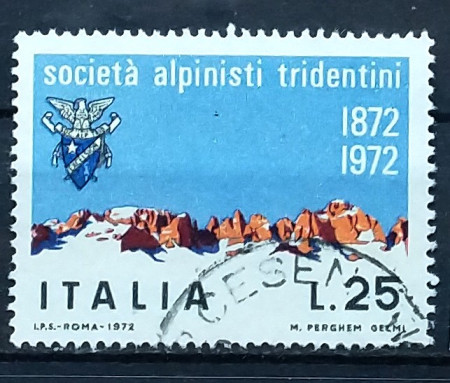 società alpinisti tridentini
1872
1972
ITALIA L.25
I.P.S.-ROMA-1972 M. PERGHEM GELMI